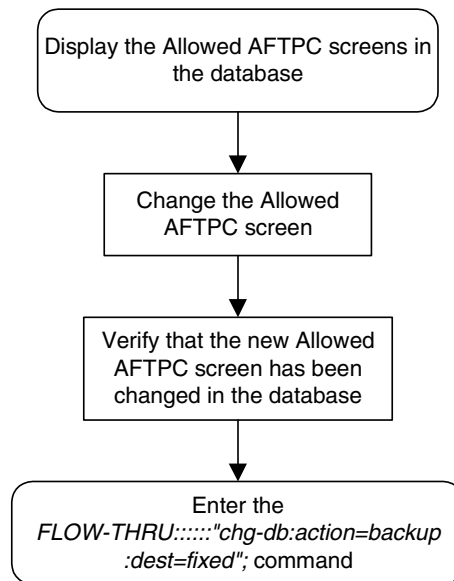 Display the Allowed AFTPC screens in
the database
Change the Allowed
AFTPC screen
Verify that the new Allowed
AFTPC screen has been
changed in the database
Enter the
FLOW-THRU::::::"chg-db:action=backup
:dest=fixed"; command